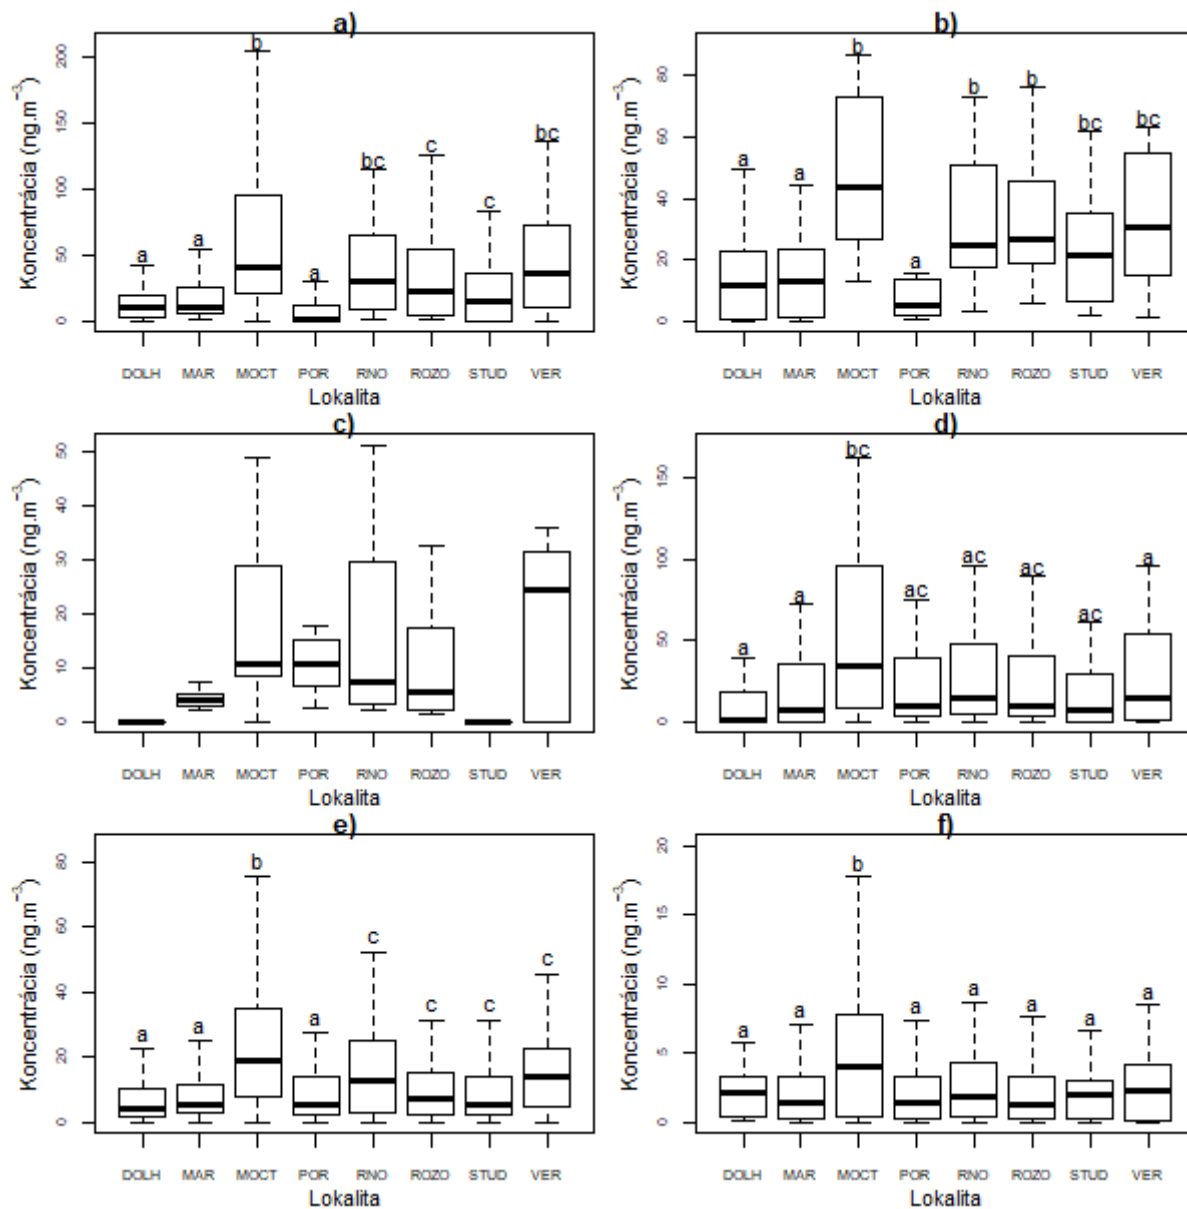 a)
Koncentrácia (ng.m⁻³)
200
150
100
50
0
a
a
b
a
bc
c
c
bc
DOLH MAR MOCT POR RNO ROZO STUD VER
Lokalita
b)
Koncentrácia (ng.m⁻³)
80
60
40
20
0
a
a
b
a
b
b
bc
bc
DOLH MAR MOCT POR RNO ROZO STUD VER
Lokalita
c)
Koncentrácia (ng.m⁻³)
50
40
30
20
10
0
DOLH MAR MOCT POR RNO ROZO STUD VER
Lokalita
d)
Koncentrácia (ng.m⁻³)
150
100
50
0
a
a
bc
ac
ac
ac
ac
a
DOLH MAR MOCT POR RNO ROZO STUD VER
Lokalita
e)
Koncentrácia (ng.m⁻³)
80
60
40
20
0
a
a
b
a
c
c
c
c
DOLH MAR MOCT POR RNO ROZO STUD VER
Lokalita
f)
Koncentrácia (ng.m⁻³)
20
15
10
5
0
a
a
b
a
a
a
a
a
DOLH MAR MOCT POR RNO ROZO STUD VER
Lokalita